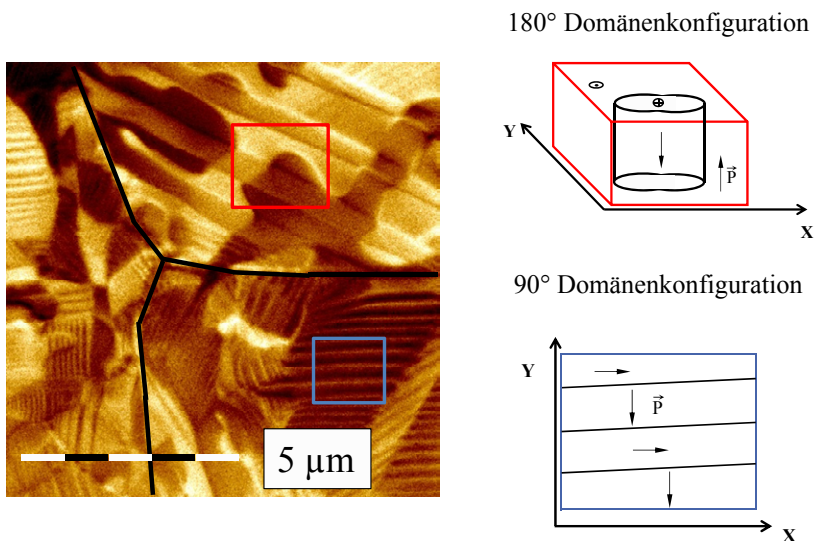 180° Domänenkonfiguration
Y
P
X
5 µm
90° Domänenkonfiguration
Y
P
X